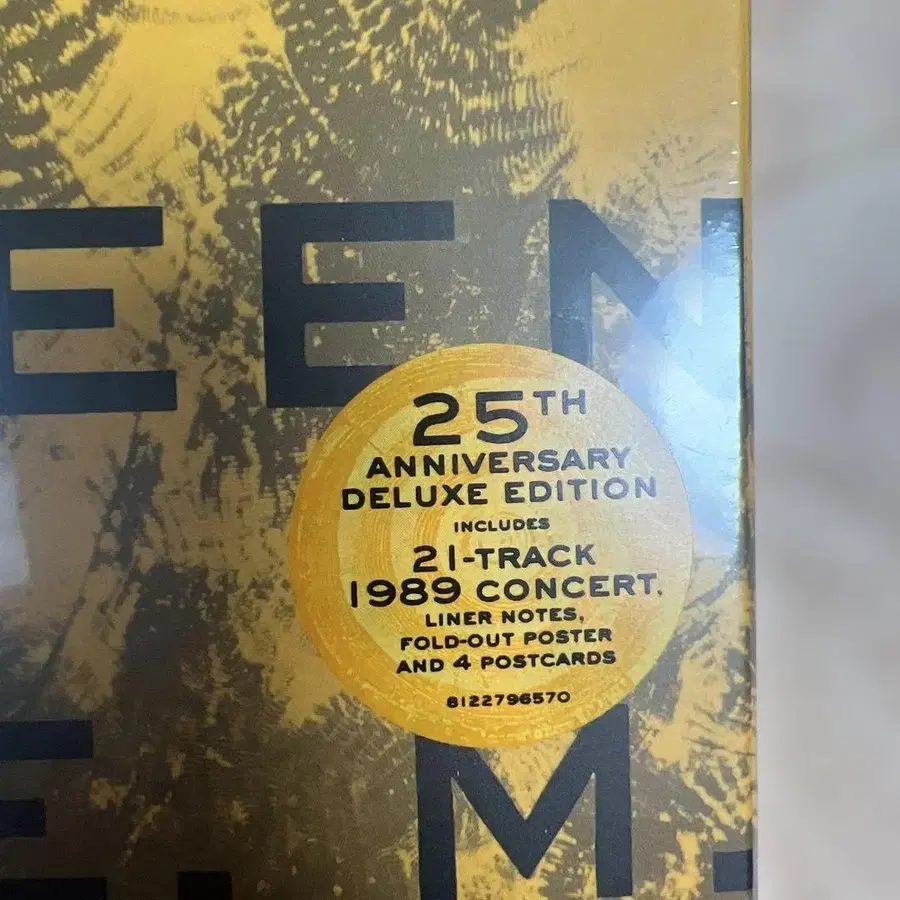 EEN
25TH
ANNIVERSARY
DELUXE EDITION
INCLUDES
21-TRACK
1989 CONCERT,
LINER NOTES,
FOLD-OUT POSTER
AND 4 POSTCARDS
8122796570
E.M.